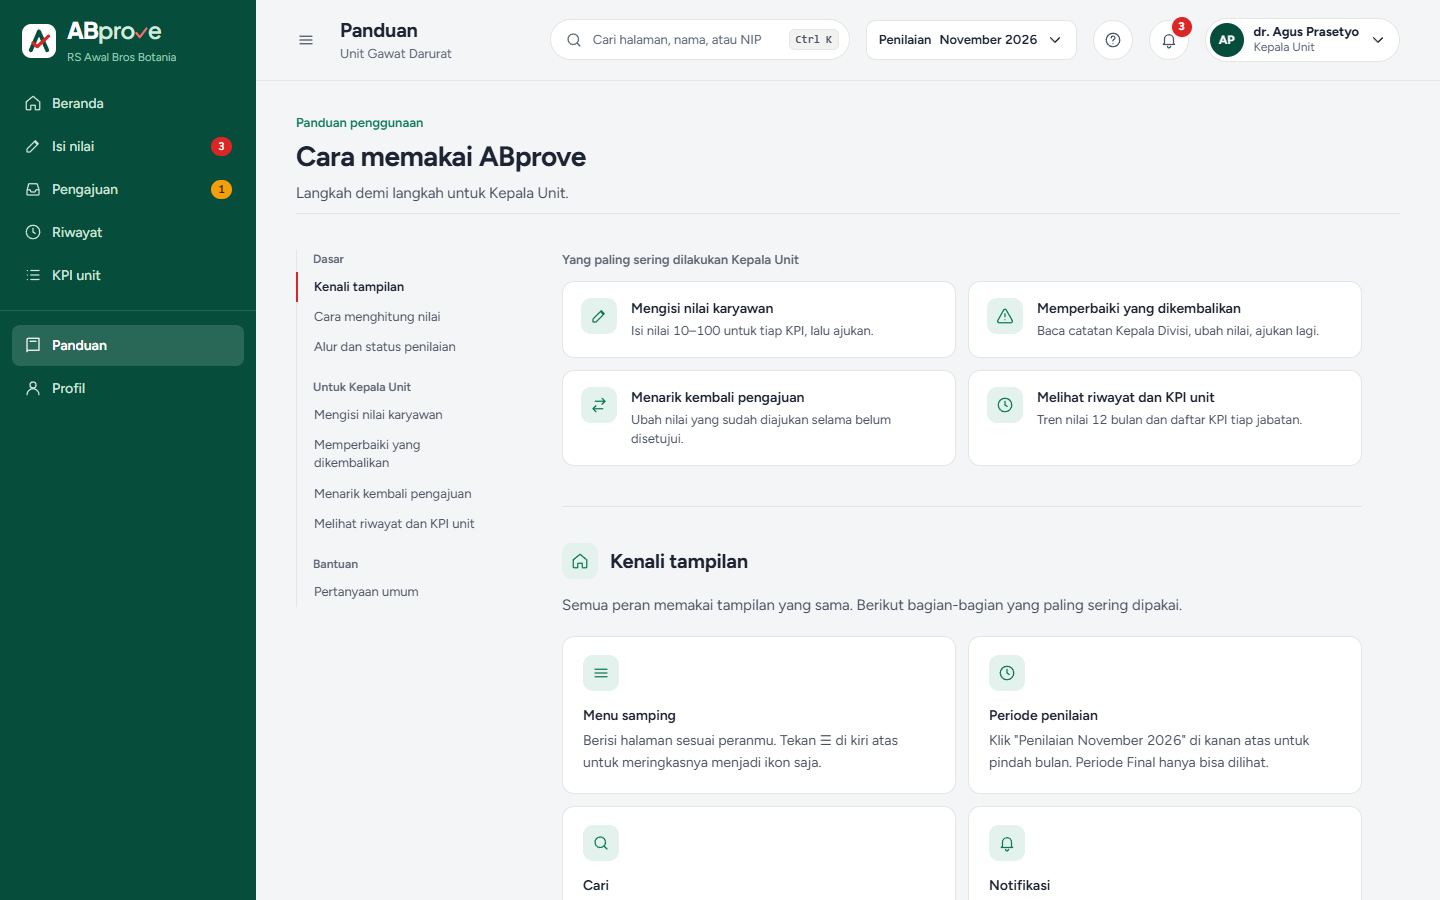 ABprove
RS Awal Bros Botania
Beranda
Isi nilai
3
Pengajuan
1
Riwayat
KPI unit
Panduan
Profil
Panduan
Unit Gawat Darurat
Cari halaman, nama, atau NIP
Ctrl K
Penilaian November 2026
3
AP
dr. Agus Prasetyo
Kepala Unit
Panduan penggunaan
Cara memakai ABprove
Langkah demi langkah untuk Kepala Unit.
Dasar
Kenali tampilan
Cara menghitung nilai
Alur dan status penilaian
Untuk Kepala Unit
Mengisi nilai karyawan
Memperbaiki yang
dikembalikan
Menarik kembali pengajuan
Melihat riwayat dan KPI unit
Bantuan
Pertanyaan umum
Yang paling sering dilakukan Kepala Unit
Mengisi nilai karyawan
Isi nilai 10–100 untuk tiap KPI, lalu ajukan.
Memperbaiki yang dikembalikan
Baca catatan Kepala Divisi, ubah nilai, ajukan lagi.
Menarik kembali pengajuan
Ubah nilai yang sudah diajukan selama belum
disetujui.
Melihat riwayat dan KPI unit
Tren nilai 12 bulan dan daftar KPI tiap jabatan.
Kenali tampilan
Semua peran memakai tampilan yang sama. Berikut bagian-bagian yang paling sering dipakai.
Menu samping
Berisi halaman sesuai peranmu. Tekan ☰ di kiri atas
untuk meringkasnya menjadi ikon saja.
Periode penilaian
Klik "Penilaian November 2026" di kanan atas untuk
pindah bulan. Periode Final hanya bisa dilihat.
Cari
Notifikasi